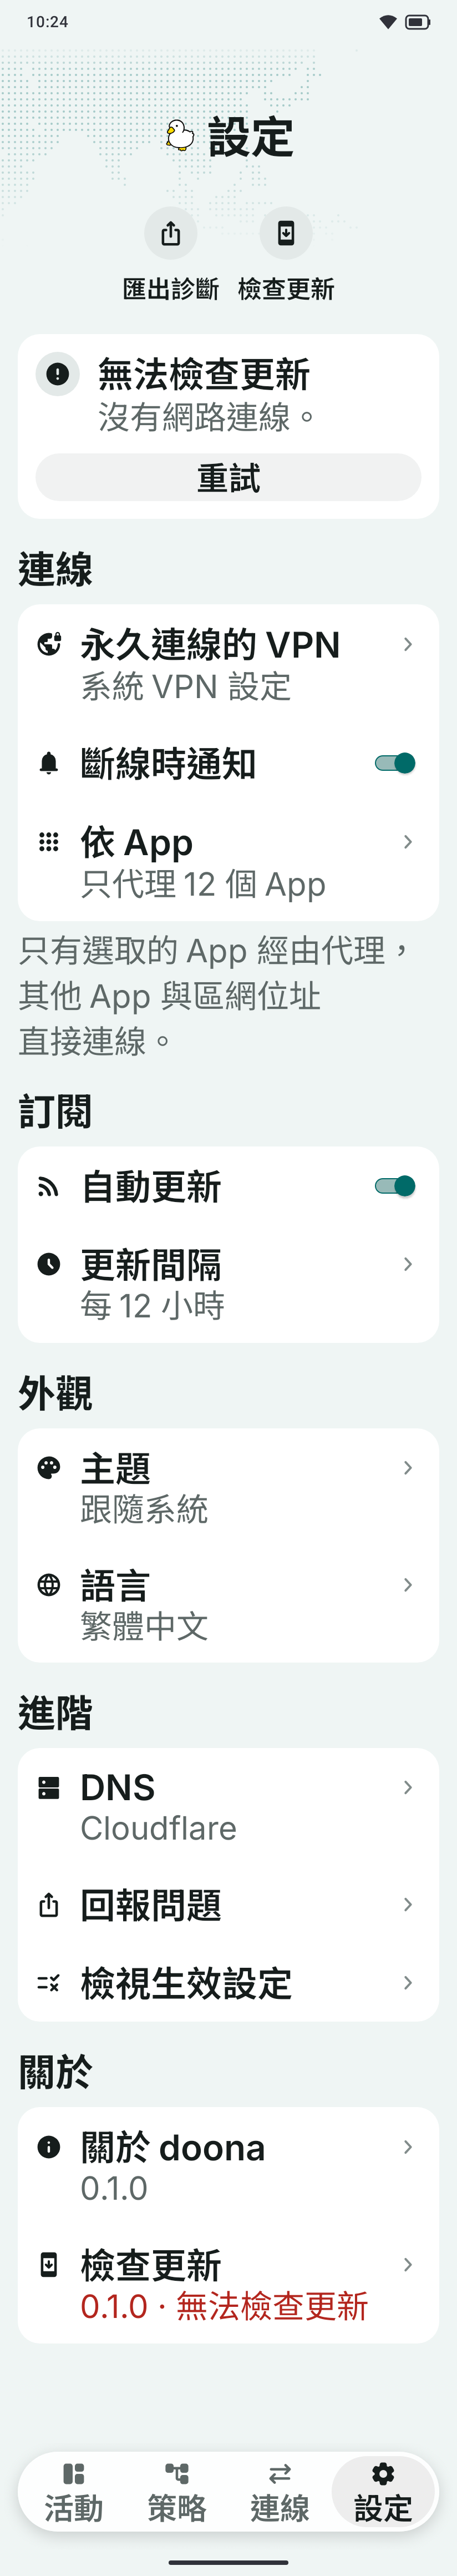 10:24
設定
匯出診斷
檢查更新
無法檢查更新
沒有網路連線。
重試
連線
永久連線的 VPN
系統 VPN 設定
斷線時通知
依 App
只代理 12 個 App
只有選取的 App 經由代理，
其他 App 與區網位址
直接連線。
訂閱
自動更新
更新間隔
每 12 小時
外觀
主題
跟隨系統
語言
繁體中文
進階
DNS
Cloudflare
回報問題
檢視生效設定
關於
關於 doona
0.1.0
檢查更新
0.1.0 · 無法檢查更新
活動
策略
連線
設定